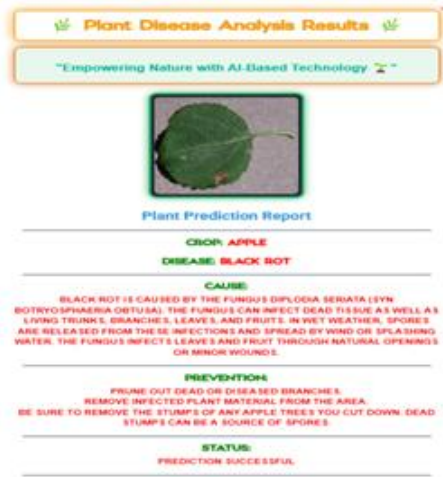 Plant Disease Analysis Results
"Empowering Nature with AI-Based Technology 🌱"
Plant Prediction Report
CROP: APPLE
DISEASE: BLACK ROT
CAUSE:
BLACK ROT IS CAUSED BY THE FUNGUS DIPLODIA SERIATA (SYN
BOTRYOSPHAERIA OBTUSA). THE FUNGUS CAN INFECT DEAD TISSUE AS WELL AS
LIVING TRUNKS, BRANCHES, LEAVES, AND FRUITS. IN WET WEATHER, SPORES
ARE RELEASED FROM THESE INFECTIONS AND SPREAD BY WIND OR SPLASHING
WATER. THE FUNGUS INFECTS LEAVES AND FRUIT THROUGH NATURAL OPENINGS
OR MINOR WOUNDS.
PREVENTION:
PRUNE OUT DEAD OR DISEASED BRANCHES.
REMOVE INFECTED PLANT MATERIAL FROM THE AREA.
BE SURE TO REMOVE THE STUMPS OF ANY APPLE TREES YOU CUT DOWN. DEAD
STUMPS CAN BE A SOURCE OF SPORES.
STATUS:
PREDICTION SUCCESSFUL